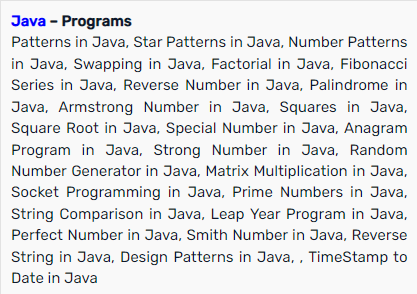 Java – Programs
Patterns in Java, Star Patterns in Java, Number Patterns
in Java, Swapping in Java, Factorial in Java, Fibonacci
Series in Java, Reverse Number in Java, Palindrome in
Java, Armstrong Number in Java, Squares in Java,
Square Root in Java, Special Number in Java, Anagram
Program in Java, Strong Number in Java, Random
Number Generator in Java, Matrix Multiplication in Java,
Socket Programming in Java, Prime Numbers in Java,
String Comparison in Java, Leap Year Program in Java,
Perfect Number in Java, Smith Number in Java, Reverse
String in Java, Design Patterns in Java, , TimeStamp to
Date in Java